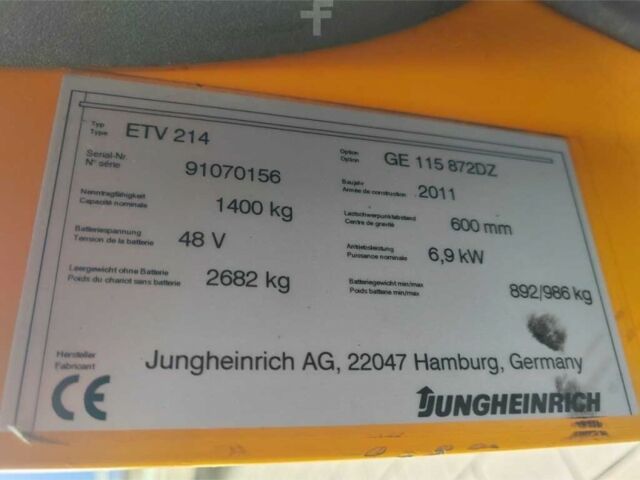 Typ
Type
ETV 214
Option
Option
GE 115 872DZ
Serial-Nr.
N° série
91070156
Baujahr
Année de construction
2011
Nenntragfähigkeit
Capacité nominale
1400 kg
Lastschwerpunktabstand
Centre de gravité
600 mm
Batteriespannung
Tension de la batterie
48 V
Antriebsleistung
Puissance nominale
6,9 kW
Leergewicht ohne Batterie
Poids du chariot sans batterie
2682 kg
Batteriegewicht min/max
Poids batterie min/max
892/986 kg
Hersteller
Fabricant
Jungheinrich AG, 22047 Hamburg, Germany
CE
JUNGHEINRICH